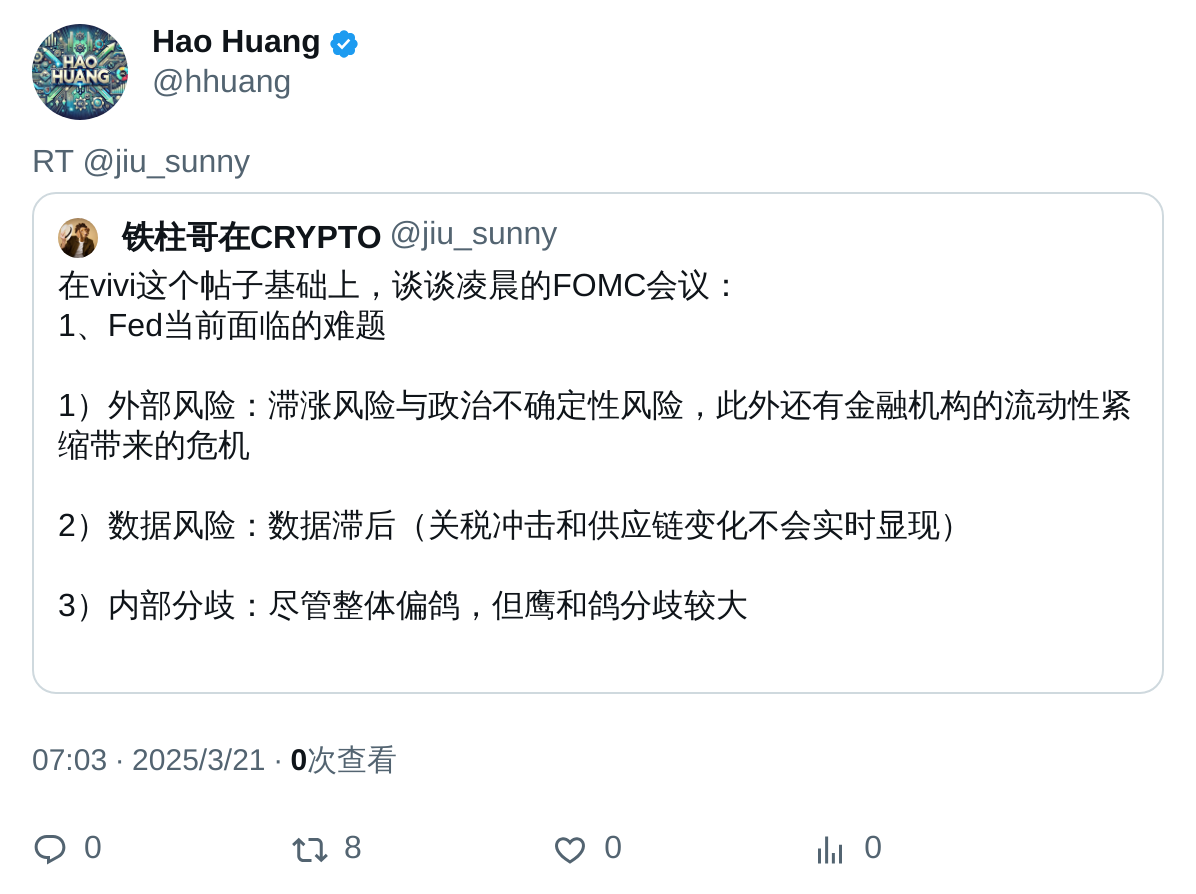 HAO
HUANG
Hao Huang
@hhuang
RT @jiu_sunny
铁柱哥在CRYPTO @jiu_sunny
在vivi这个帖子基础上，谈谈凌晨的FOMC会议：
1、Fed当前面临的难题
1）外部风险：滞涨风险与政治不确定性风险，此外还有金融机构的流动性紧
缩带来的危机
2）数据风险：数据滞后（关税冲击和供应链变化不会实时显现）
3）内部分歧：尽管整体偏鸽，但鹰和鸽分歧较大
07:03 · 2025/3/21 · 0次查看
0 8 0 0